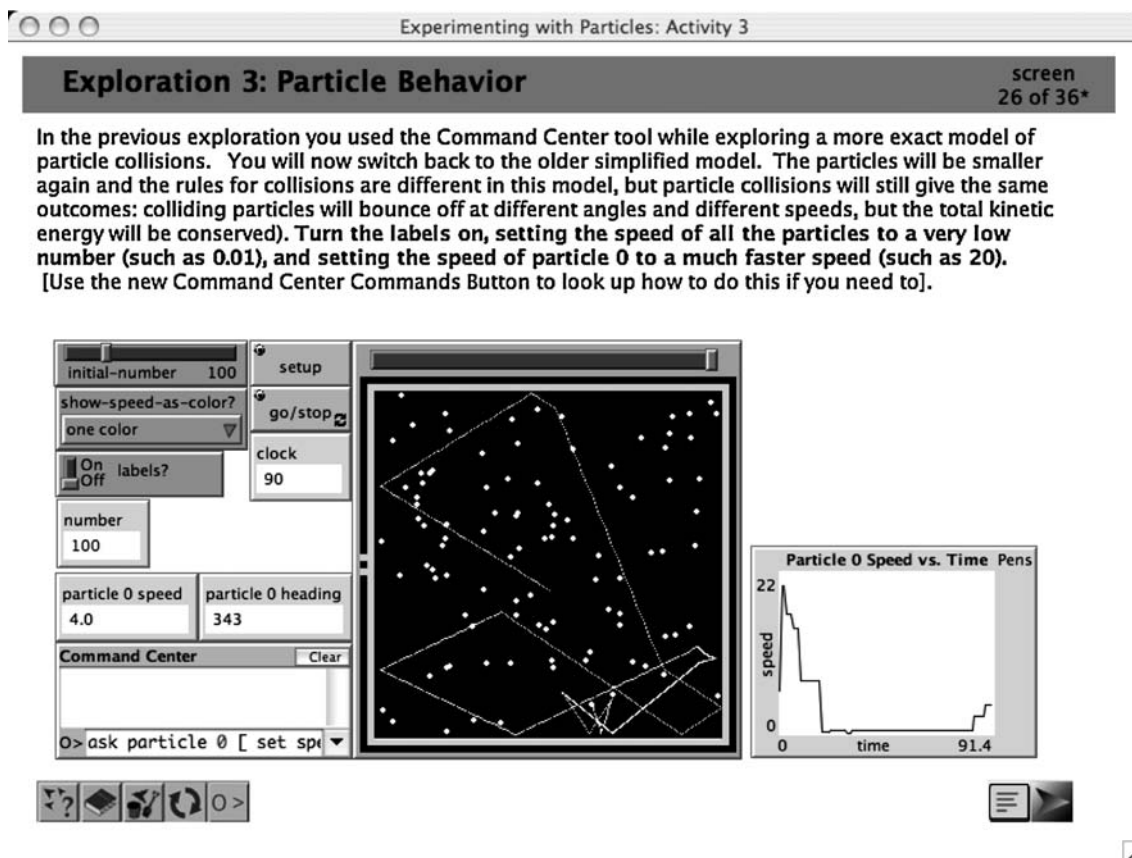 Experimenting with Particles: Activity 3
Exploration 3: Particle Behavior
screen
26 of 36*
In the previous exploration you used the Command Center tool while exploring a more exact model of
particle collisions.  You will now switch back to the older simplified model.  The particles will be smaller
again and the rules for collisions are different in this model, but particle collisions will still give the same
outcomes: colliding particles will bounce off at different angles and different speeds, but the total kinetic
energy will be conserved). Turn the labels on, setting the speed of all the particles to a very low
number (such as 0.01), and setting the speed of particle 0 to a much faster speed (such as 20).
[Use the new Command Center Commands Button to look up how to do this if you need to].
initial-number 100
setup
show-speed-as-color?
one color
go/stop
On
Off
labels?
clock
90
number
100
particle 0 speed
4.0
particle 0 heading
343
Command Center
Clear
O> ask particle 0 [ set spe
Particle 0 Speed vs. Time
Pens
22
speed
0
0
time
91.4
?
O >